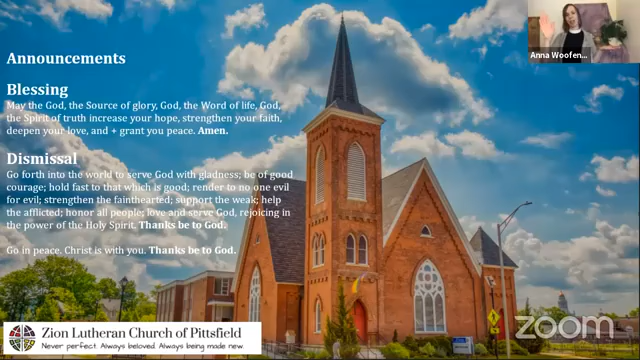 Announcements
Blessing
May the God, the Source of glory, God, the Word of life, God,
the Spirit of truth increase your hope, strengthen your faith,
deepen your love, and + grant you peace. Amen.
Dismissal
Go forth into the world to serve God with gladness; be of good
courage; hold fast to that which is good; render to no one evil
for evil; strengthen the fainthearted; support the weak; help
the afflicted; honor all people; love and serve God, rejoicing in
the power of the Holy Spirit. Thanks be to God.
Go in peace. Christ is with you. Thanks be to God.
Anna Woofen...
Zion Lutheran Church of Pittsfield
Never perfect. Always beloved. Always being made new.
zoom